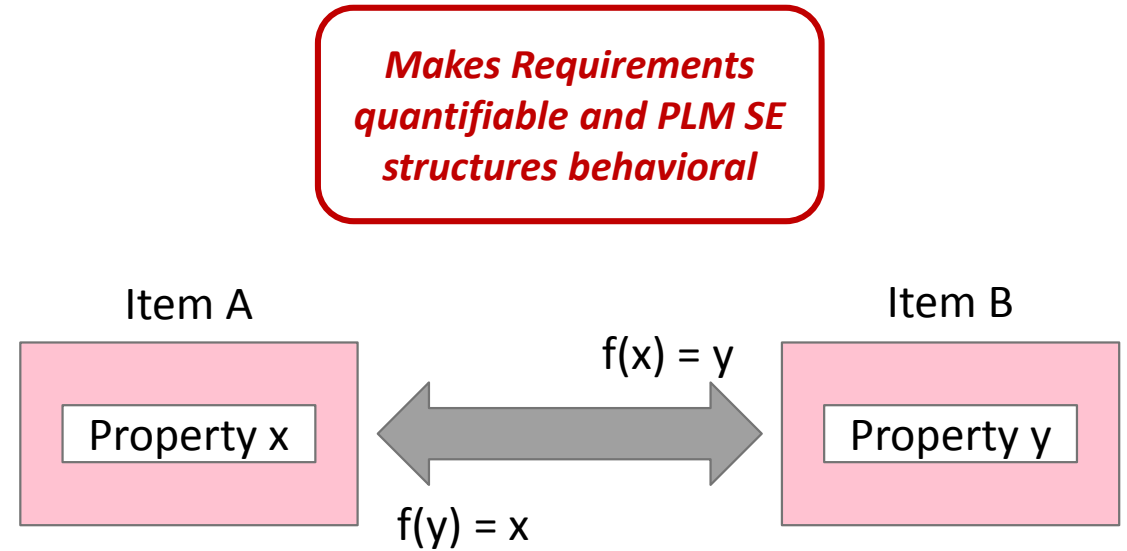 Makes Requirements
quantifiable and PLM SE
structures behavioral
Item A
Item B
f(x) = y
Property x
Property y
f(y) = x